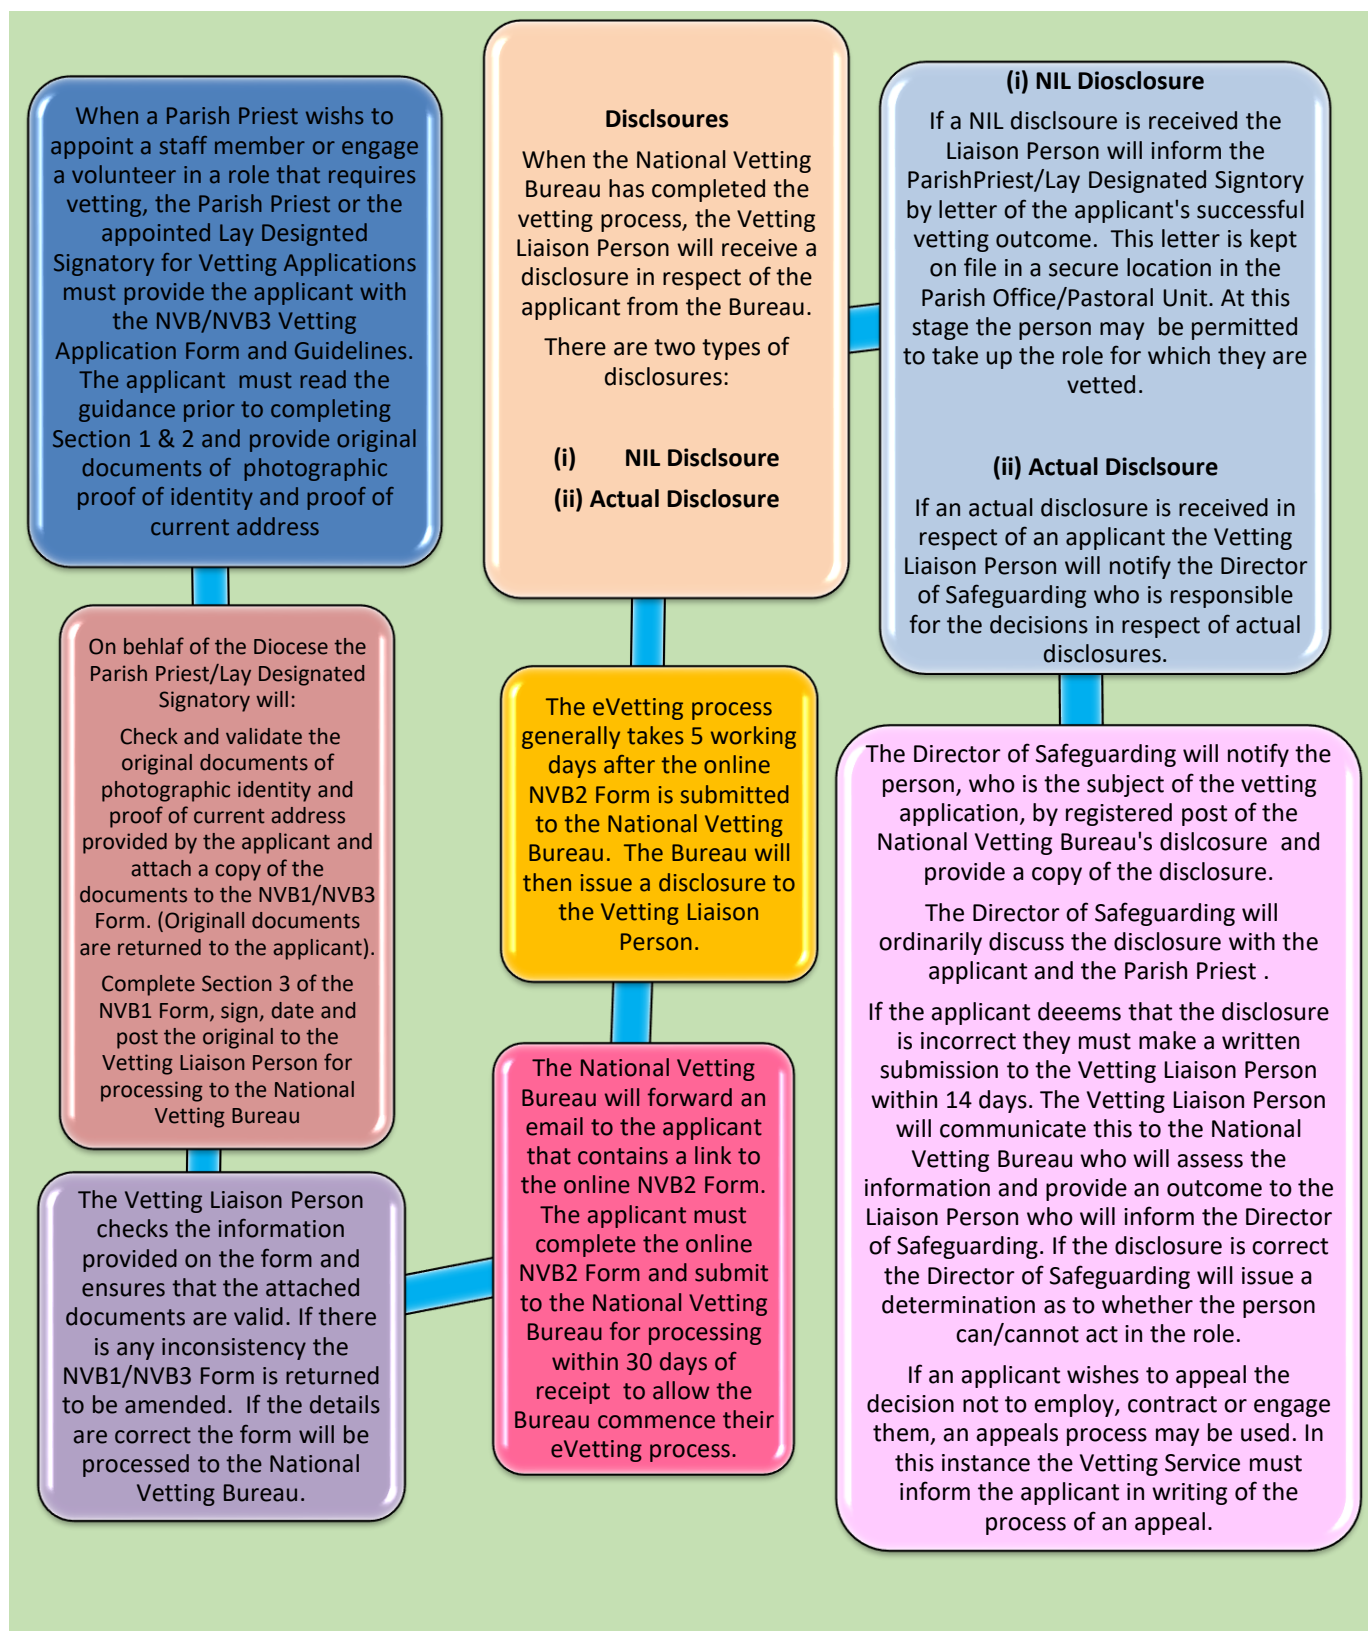 When a Parish Priest wishs to
appoint a staff member or engage
a volunteer in a role that requires
vetting, the Parish Priest or the
appointed Lay Designted
Signatory for Vetting Applications
must provide the applicant with
the NVB/NVB3 Vetting
Application Form and Guidelines.
The applicant must read the
guidance prior to completing
Section 1 & 2 and provide original
documents of photographic
proof of identity and proof of
current address
On behlaf of the Diocese the
Parish Priest/Lay Designated
Signatory will:
Check and validate the
original documents of
photographic identity and
proof of current address
provided by the applicant and
attach a copy of the
documents to the NVB1/NVB3
Form. (Originall documents
are returned to the applicant).
Complete Section 3 of the
NVB1 Form, sign, date and
post the original to the
Vetting Liaison Person for
processing to the National
Vetting Bureau
The Vetting Liaison Person
checks the information
provided on the form and
ensures that the attached
documents are valid. If there
is any inconsistency the
NVB1/NVB3 Form is returned
to be amended. If the details
are correct the form will be
processed to the National
Vetting Bureau.
The National Vetting
Bureau will forward an
email to the applicant
that contains a link to
the online NVB2 Form.
The applicant must
complete the online
NVB2 Form and submit
to the National Vetting
Bureau for processing
within 30 days of
receipt to allow the
Bureau commence their
eVetting process.
The eVetting process
generally takes 5 working
days after the online
NVB2 Form is submitted
to the National Vetting
Bureau. The Bureau will
then issue a disclosure to
the Vetting Liaison
Person.
Disclsoures
When the National Vetting
Bureau has completed the
vetting process, the Vetting
Liaison Person will receive a
disclosure in respect of the
applicant from the Bureau.
There are two types of
disclosures:
(i) NIL Disclsoure
(ii) Actual Disclosure
(i) NIL Diosclosure
If a NIL disclsoure is received the
Liaison Person will inform the
ParishPriest/Lay Designated Signtory
by letter of the applicant's successful
vetting outcome. This letter is kept
on file in a secure location in the
Parish Office/Pastoral Unit. At this
stage the person may be permitted
to take up the role for which they are
vetted.
(ii) Actual Disclsoure
If an actual disclosure is received in
respect of an applicant the Vetting
Liaison Person will notify the Director
of Safeguarding who is responsible
for the decisions in respect of actual
disclosures.
The Director of Safeguarding will notify the
person, who is the subject of the vetting
application, by registered post of the
National Vetting Bureau's dislcosure and
provide a copy of the disclosure.
The Director of Safeguarding will
ordinarily discuss the disclosure with the
applicant and the Parish Priest .
If the applicant deeems that the disclosure
is incorrect they must make a written
submission to the Vetting Liaison Person
within 14 days. The Vetting Liaison Person
will communicate this to the National
Vetting Bureau who will assess the
information and provide an outcome to the
Liaison Person who will inform the Director
of Safeguarding. If the disclosure is correct
the Director of Safeguarding will issue a
determination as to whether the person
can/cannot act in the role.
If an applicant wishes to appeal the
decision not to employ, contract or engage
them, an appeals process may be used. In
this instance the Vetting Service must
inform the applicant in writing of the
process of an appeal.